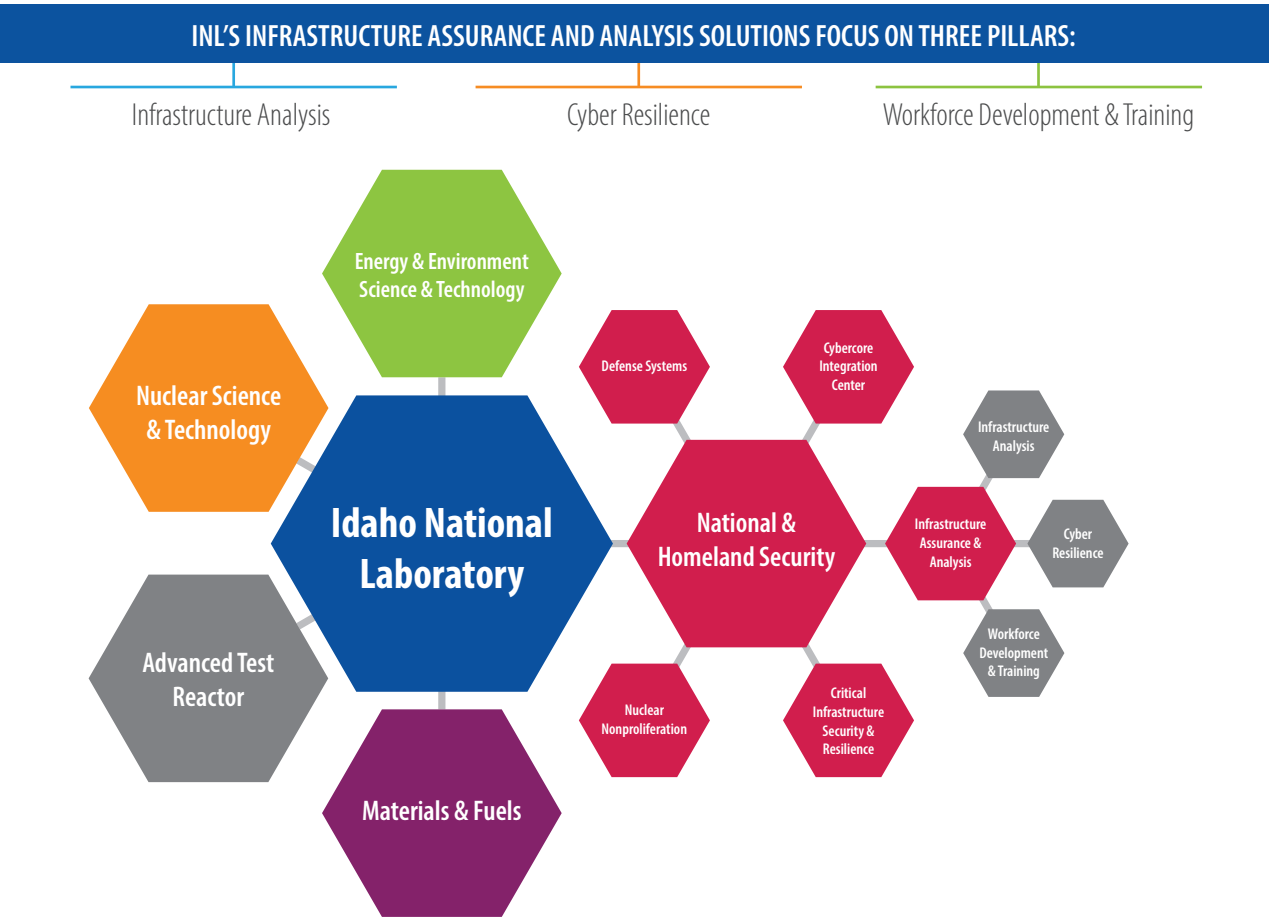 INL'S INFRASTRUCTURE ASSURANCE AND ANALYSIS SOLUTIONS FOCUS ON THREE PILLARS:
Infrastructure Analysis
Cyber Resilience
Workforce Development & Training
Energy & Environment
Science & Technology
Nuclear Science
& Technology
Idaho National
Laboratory
Advanced Test
Reactor
Materials & Fuels
Defense Systems
Cybercore
Integration
Center
National &
Homeland Security
Nuclear
Nonproliferation
Critical
Infrastructure
Security &
Resilience
Infrastructure
Assurance &
Analysis
Infrastructure
Analysis
Cyber
Resilience
Workforce
Development
& Training